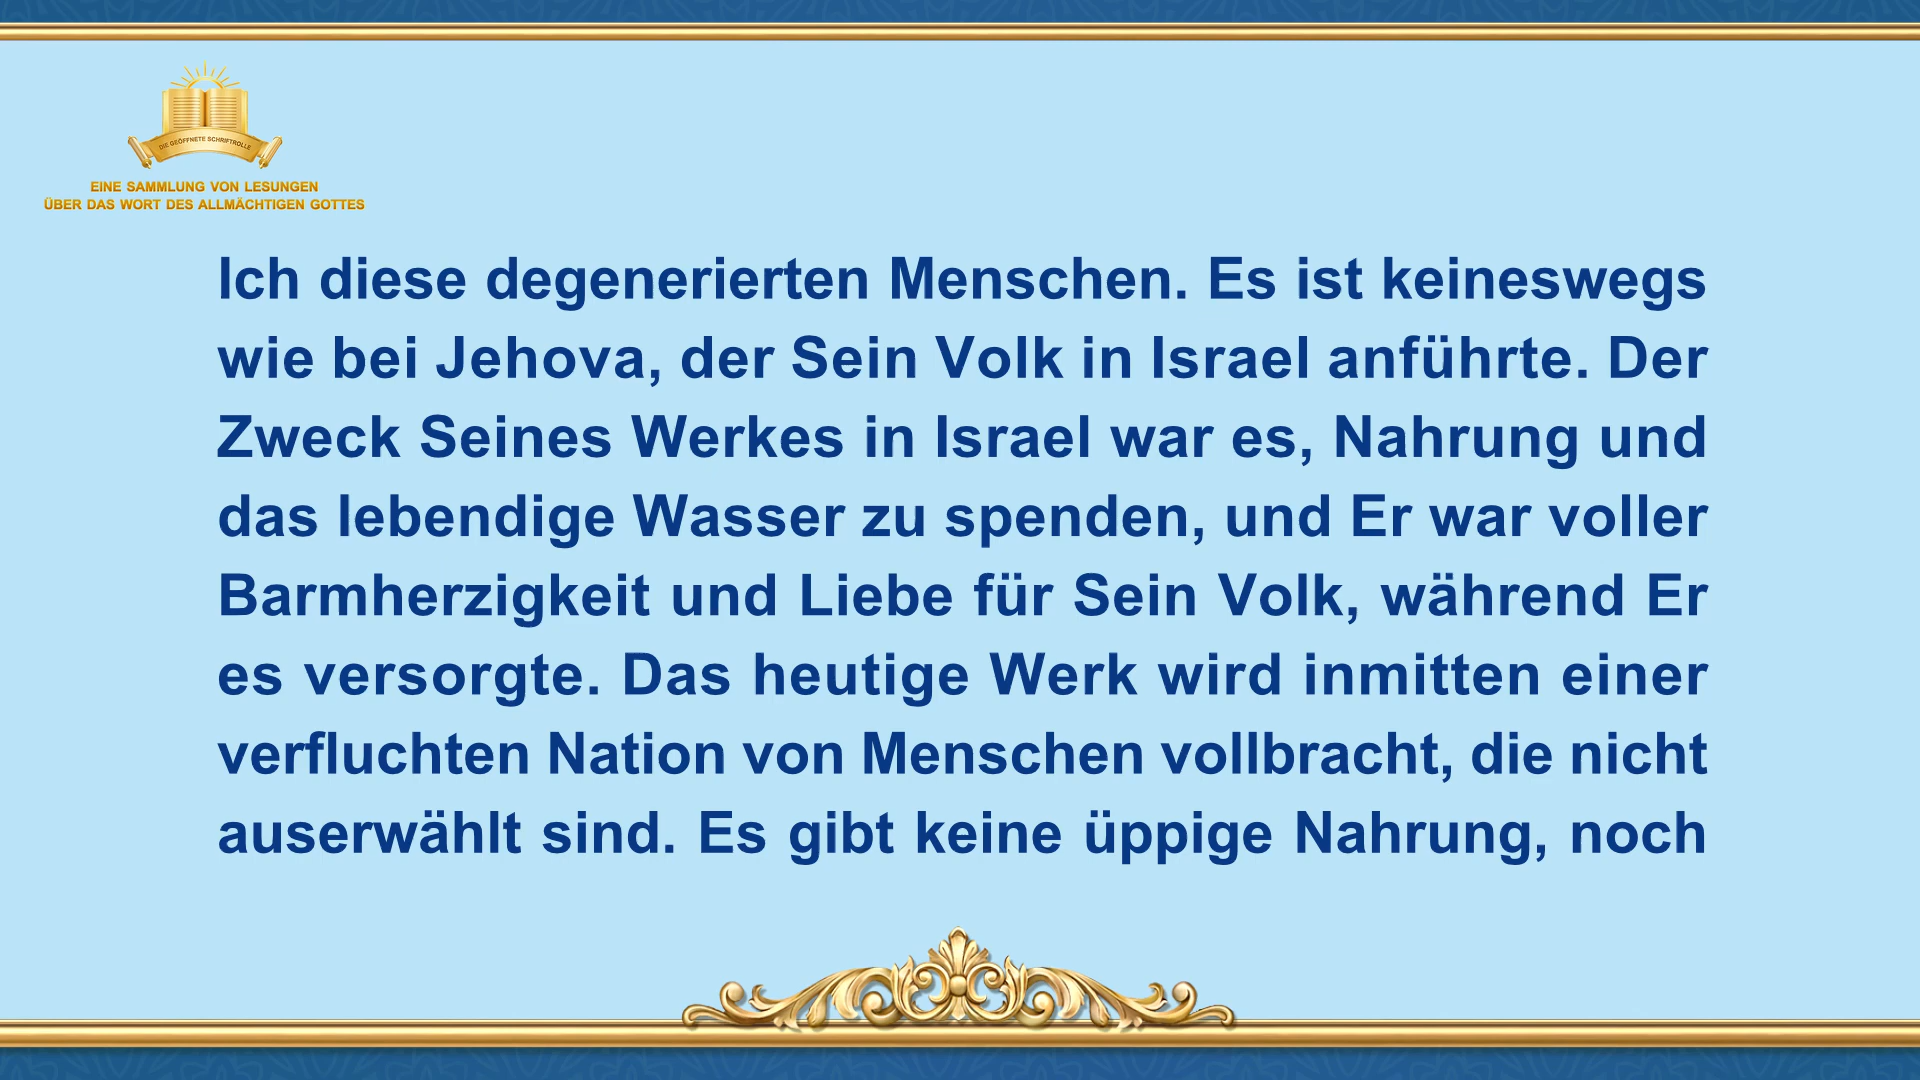 DIE GEÖFFNETE SCHRIFTROLLE
EINE SAMMLUNG VON LESUNGEN
ÜBER DAS WORT DES ALLMÄCHTIGEN GOTTES
Ich diese degenerierten Menschen. Es ist keineswegs
wie bei Jehova, der Sein Volk in Israel anführte. Der
Zweck Seines Werkes in Israel war es, Nahrung und
das lebendige Wasser zu spenden, und Er war voller
Barmherzigkeit und Liebe für Sein Volk, während Er
es versorgte. Das heutige Werk wird inmitten einer
verfluchten Nation von Menschen vollbracht, die nicht
auserwählt sind. Es gibt keine üppige Nahrung, noch